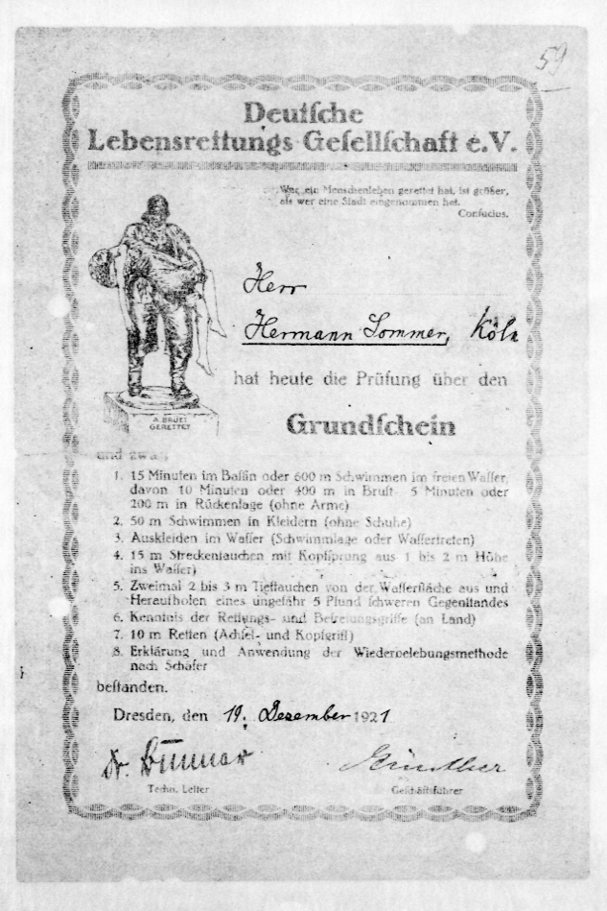 59
Deutsche
Lebensrettungs-Gesellschaft e.V.
Wer ein Menschenleben gerettet hat, ist größer,
als wer eine Stadt eingenommen hat.
Confucius.
Herr
Hermann Sommer, Köln
hat heute die Prüfung über den
Grundschein
A. BRÜTT
GERETTET
und zwar:
1. 15 Minuten im Bassin oder 600 m Schwimmen im freien Wasser,
davon 10 Minuten oder 400 m in Brust- 5 Minuten oder
200 m in Rückenlage (ohne Arme)
2. 50 m Schwimmen in Kleidern (ohne Schuhe)
3. Auskleiden im Wasser (Schwimmlage oder Wassertreten)
4. 15 m Streckentauchen mit Kopfsprung aus 1 bis 2 m Höhe
ins Wasser)
5. Zweimal 2 bis 3 m Tieftauchen von der Wasserfläche aus und
Heraufholen eines ungefähr 5 Pfund schweren Gegenstandes
6. Kenntnis der Rettungs- und Befreiungsgriffe (an Land)
7. 10 m Retten (Achsel- und Kopfgriff)
8. Erklärung und Anwendung der Wiederbelebungsmethode
nach Schäfer
bestanden.
Dresden, den 19. Dezember 1921
Dr.
Günther
Techn. Leiter
Geschäftsführer